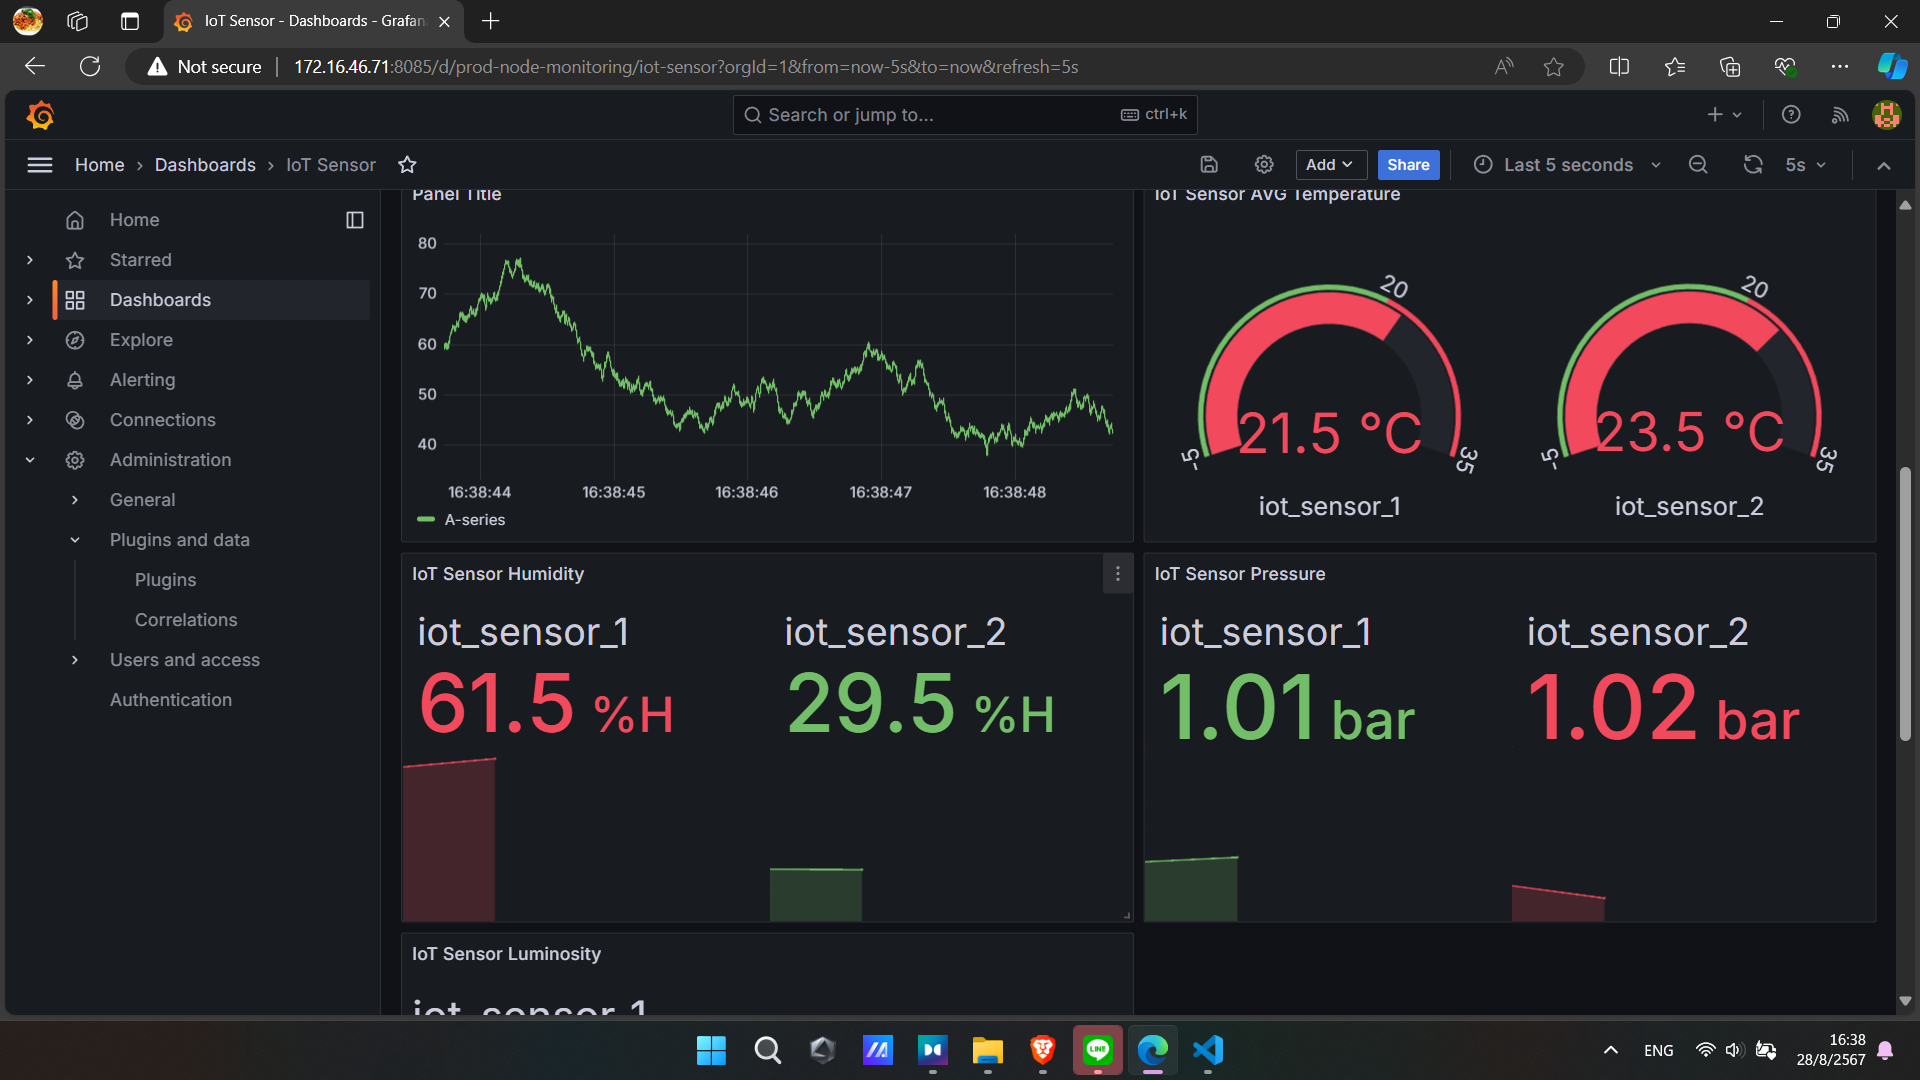 IoT Sensor - Dashboards - Grafan
Not secure
172.16.46.71:8085/d/prod-node-monitoring/iot-sensor?orgId=1&from=now-5s&to=now&refresh=5s
Search or jump to...
ctrl+k
Home › Dashboards › IoT Sensor
Add
Share
Last 5 seconds
5s
Home
Starred
Dashboards
Explore
Alerting
Connections
Administration
General
Plugins and data
Plugins
Correlations
Users and access
Authentication
Panel Title
80
70
60
50
40
16:38:44
16:38:45
16:38:46
16:38:47
16:38:48
A-series
IoT Sensor AVG Temperature
20
-5
35
21.5 °C
iot_sensor_1
20
-5
35
23.5 °C
iot_sensor_2
IoT Sensor Humidity
iot_sensor_1
61.5 %H
iot_sensor_2
29.5 %H
IoT Sensor Pressure
iot_sensor_1
1.01 bar
iot_sensor_2
1.02 bar
IoT Sensor Luminosity
iot_sensor_1
LINE
ENG
16:38
28/8/2567